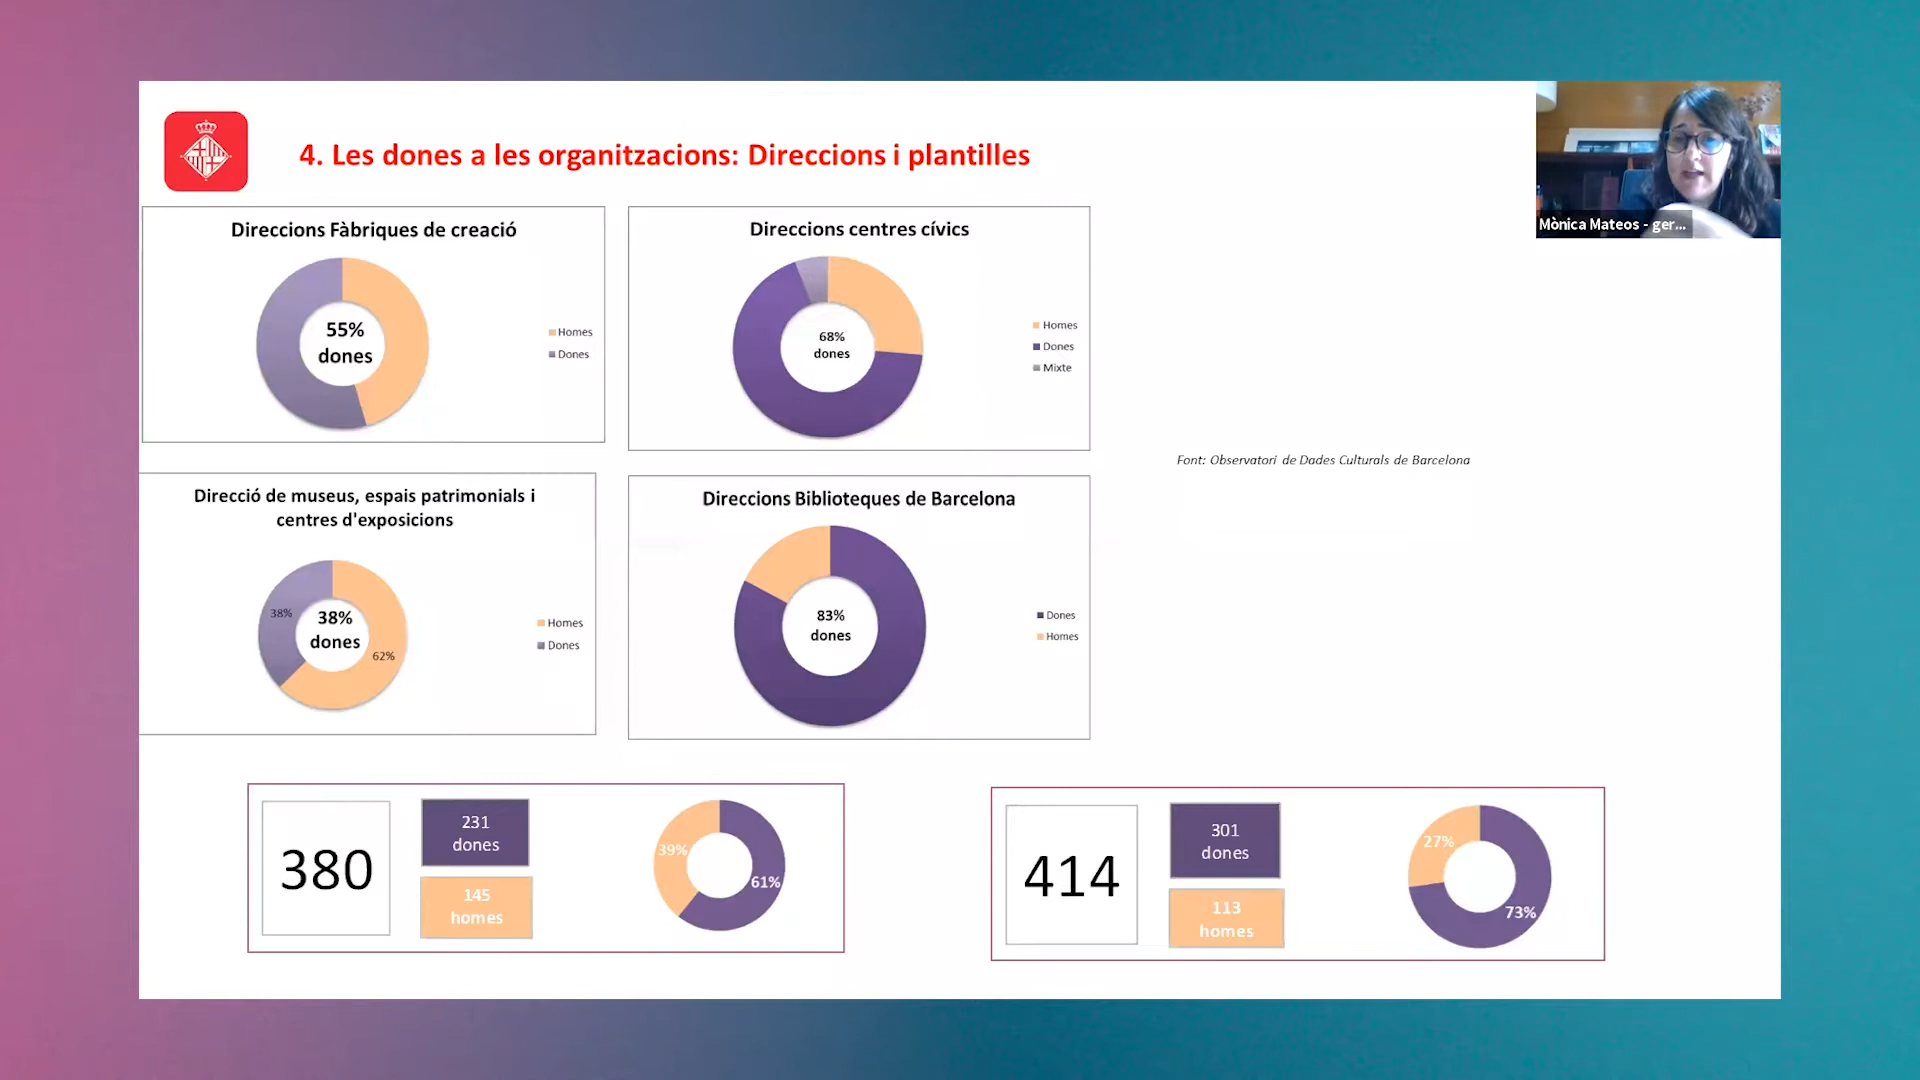 4. Les dones a les organitzacions: Direccions i plantilles
Mònica Mateos - ger...
Direccions Fàbriques de creació
55%
dones
Homes
Dones
Direccions centres cívics
68%
dones
Homes
Dones
Mixte
Font: Observatori de Dades Culturals de Barcelona
Direcció de museus, espais patrimonials i
centres d'exposicions
38%
38%
dones
62%
Homes
Dones
Direccions Biblioteques de Barcelona
83%
dones
Dones
Homes
380
231
dones
145
homes
39%
61%
414
301
dones
113
homes
27%
73%